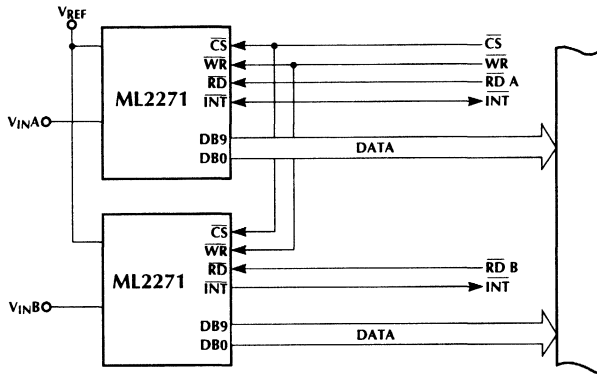 VREF
CS CS
WR WR
RD RD A
ML2271
INT INT
VINA
DB9
DATA
DB0
CS
WR
RD RD B
ML2271
INT INT
VINB
DB9
DATA
DB0